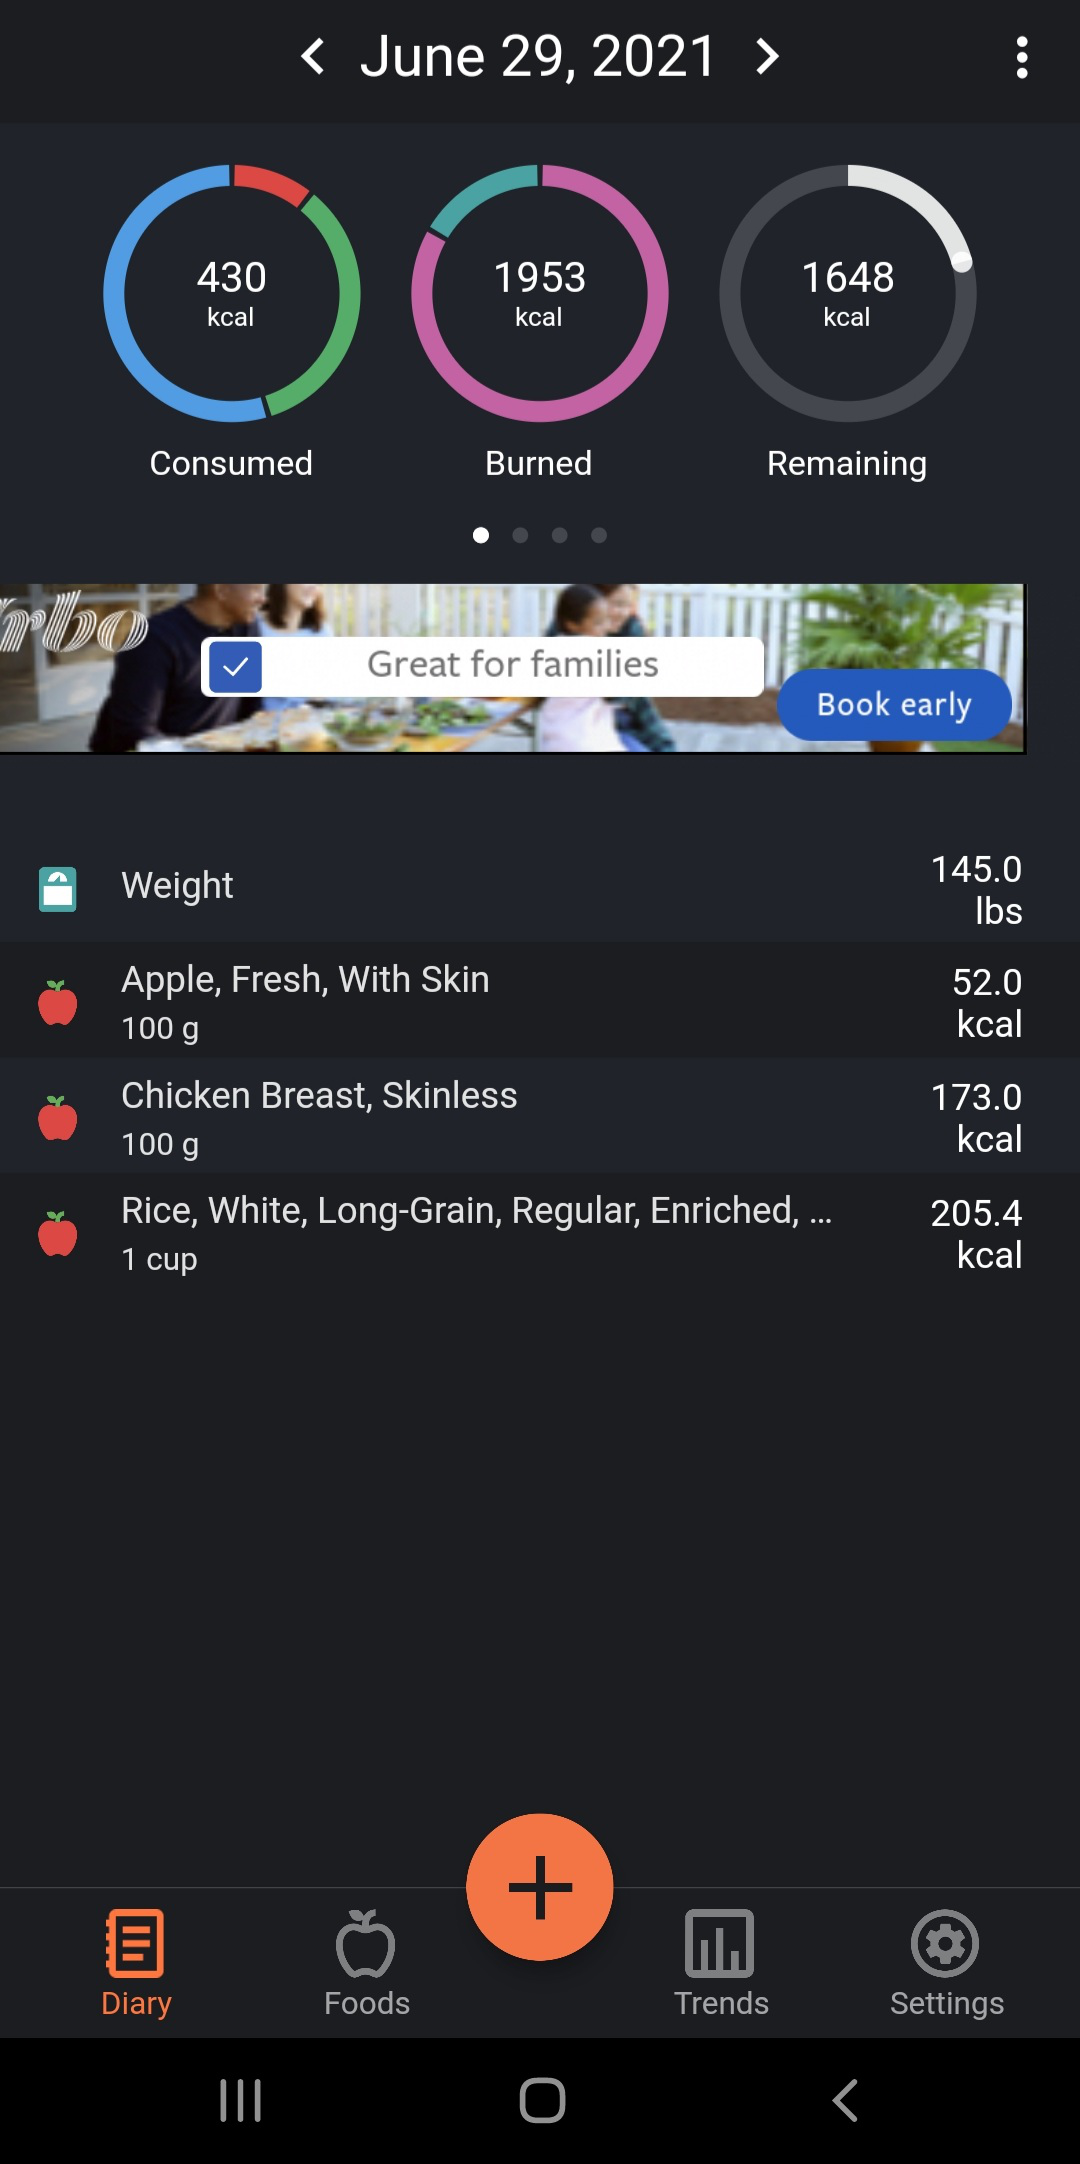 June 29, 2021
430
kcal
Consumed
1953
kcal
Burned
1648
kcal
Remaining
rbo
Great for families
Book early
Weight
145.0
lbs
Apple, Fresh, With Skin
100 g
52.0
kcal
Chicken Breast, Skinless
100 g
173.0
kcal
Rice, White, Long-Grain, Regular, Enriched, ...
1 cup
205.4
kcal
Diary
Foods
Trends
Settings